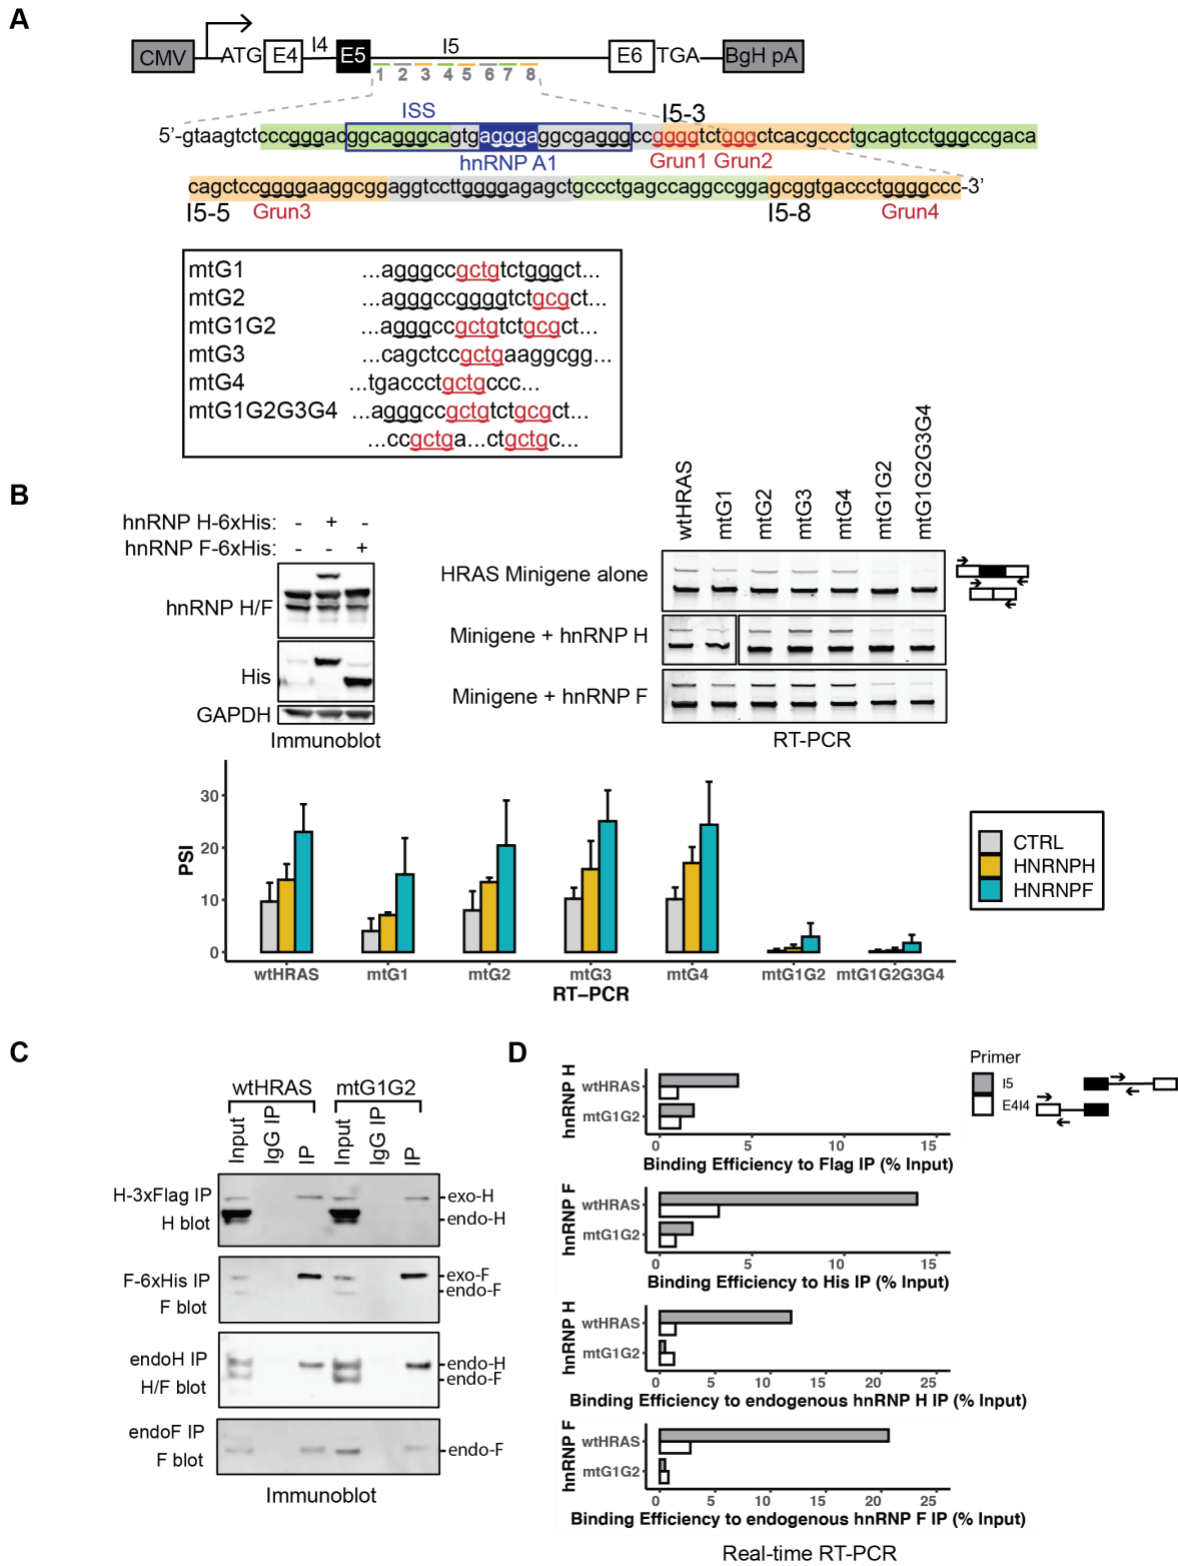 A
CMV ATG E4 I4 E5 I5 E6 TGA BgH pA
1 2 3 4 5 6 7 8
ISS I5-3
5'-gtaagtctcccgggacggcagggcagtgagggaggcgagggccggggtctgggctcacgccctgcagtcctgggccgaca
hnRNP A1 Grun1 Grun2
cagctccggggaaggcggaggtccttggggagagctgccctgagccaggccggagcggtgaccctggggccc-3'
I5-5 Grun3 I5-8 Grun4
mtG1 ...agggccgctgtctgggct...
mtG2 ...agggccggggtctgcgct...
mtG1G2 ...agggccgctgtctgcgct...
mtG3 ...cagctccgctgaaggcgg...
mtG4 ...tgaccctgctgccc...
mtG1G2G3G4 ...agggccgctgtctgcgct...
...ccgctga...ctgctgc...
B
hnRNP H-6xHis: - + -
hnRNP F-6xHis: - - +
hnRNP H/F
His
GAPDH
Immunoblot
wtHRAS mtG1 mtG2 mtG3 mtG4 mtG1G2 mtG1G2G3G4
HRAS Minigene alone
Minigene + hnRNP H
Minigene + hnRNP F
RT-PCR
PSI
30
20
10
0
wtHRAS mtG1 mtG2 mtG3 mtG4 mtG1G2 mtG1G2G3G4
RT-PCR
CTRL
HNRNPH
HNRNPF
C
wtHRAS mtG1G2
Input IgG IP IP Input IgG IP IP
H-3xFlag IP
H blot
exo-H
endo-H
F-6xHis IP
F blot
exo-F
endo-F
endoH IP
H/F blot
endo-H
endo-F
endoF IP
F blot
endo-F
Immunoblot
D
Primer
I5
E4I4
hnRNP H
wtHRAS
mtG1G2
0 5 10 15
Binding Efficiency to Flag IP (% Input)
hnRNP F
wtHRAS
mtG1G2
0 5 10 15
Binding Efficiency to His IP (% Input)
hnRNP H
wtHRAS
mtG1G2
0 5 10 15 20 25
Binding Efficiency to endogenous hnRNP H IP (% Input)
hnRNP F
wtHRAS
mtG1G2
0 5 10 15 20 25
Binding Efficiency to endogenous hnRNP F IP (% Input)
Real-time RT-PCR